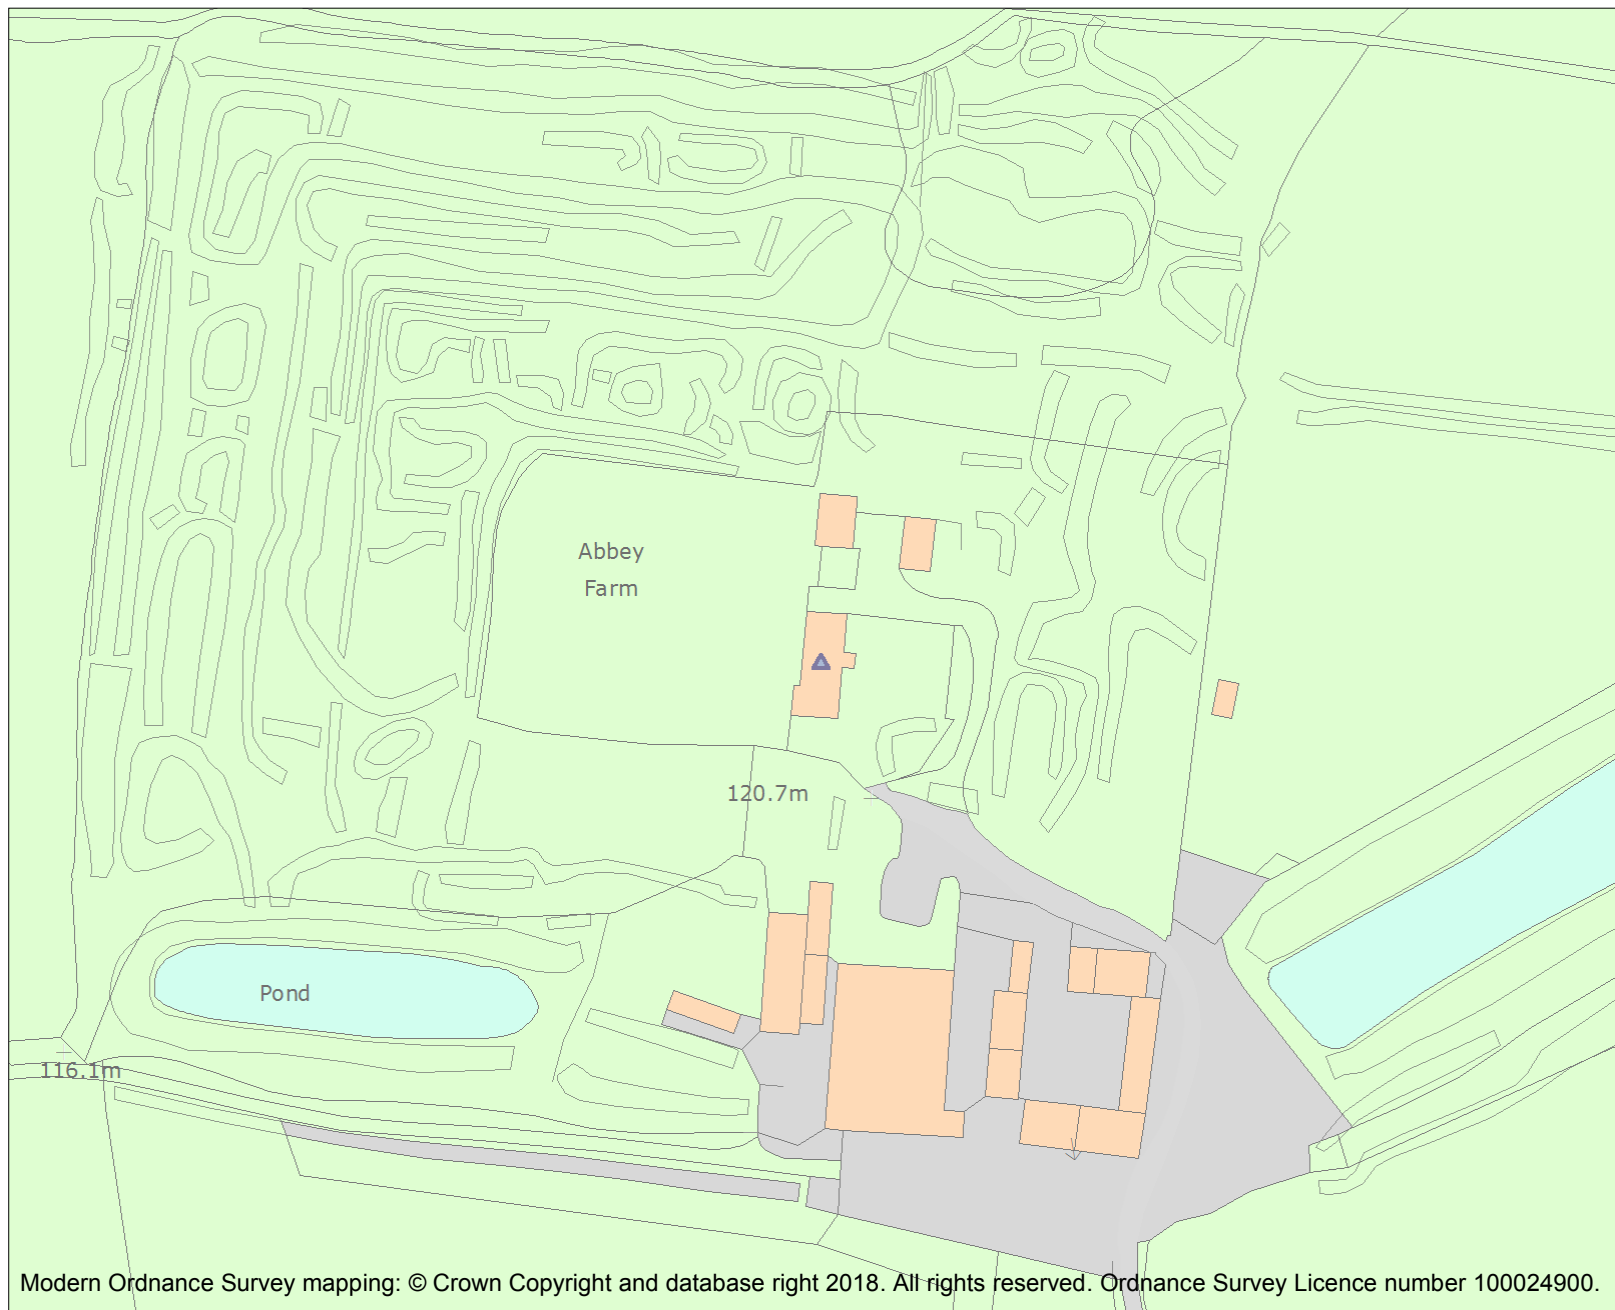 Abbey
Farm
120.7m
Pond
116.1m
Modern Ordnance Survey mapping: © Crown Copyright and database right 2018. All rights reserved. Ordnance Survey Licence number 100024900.